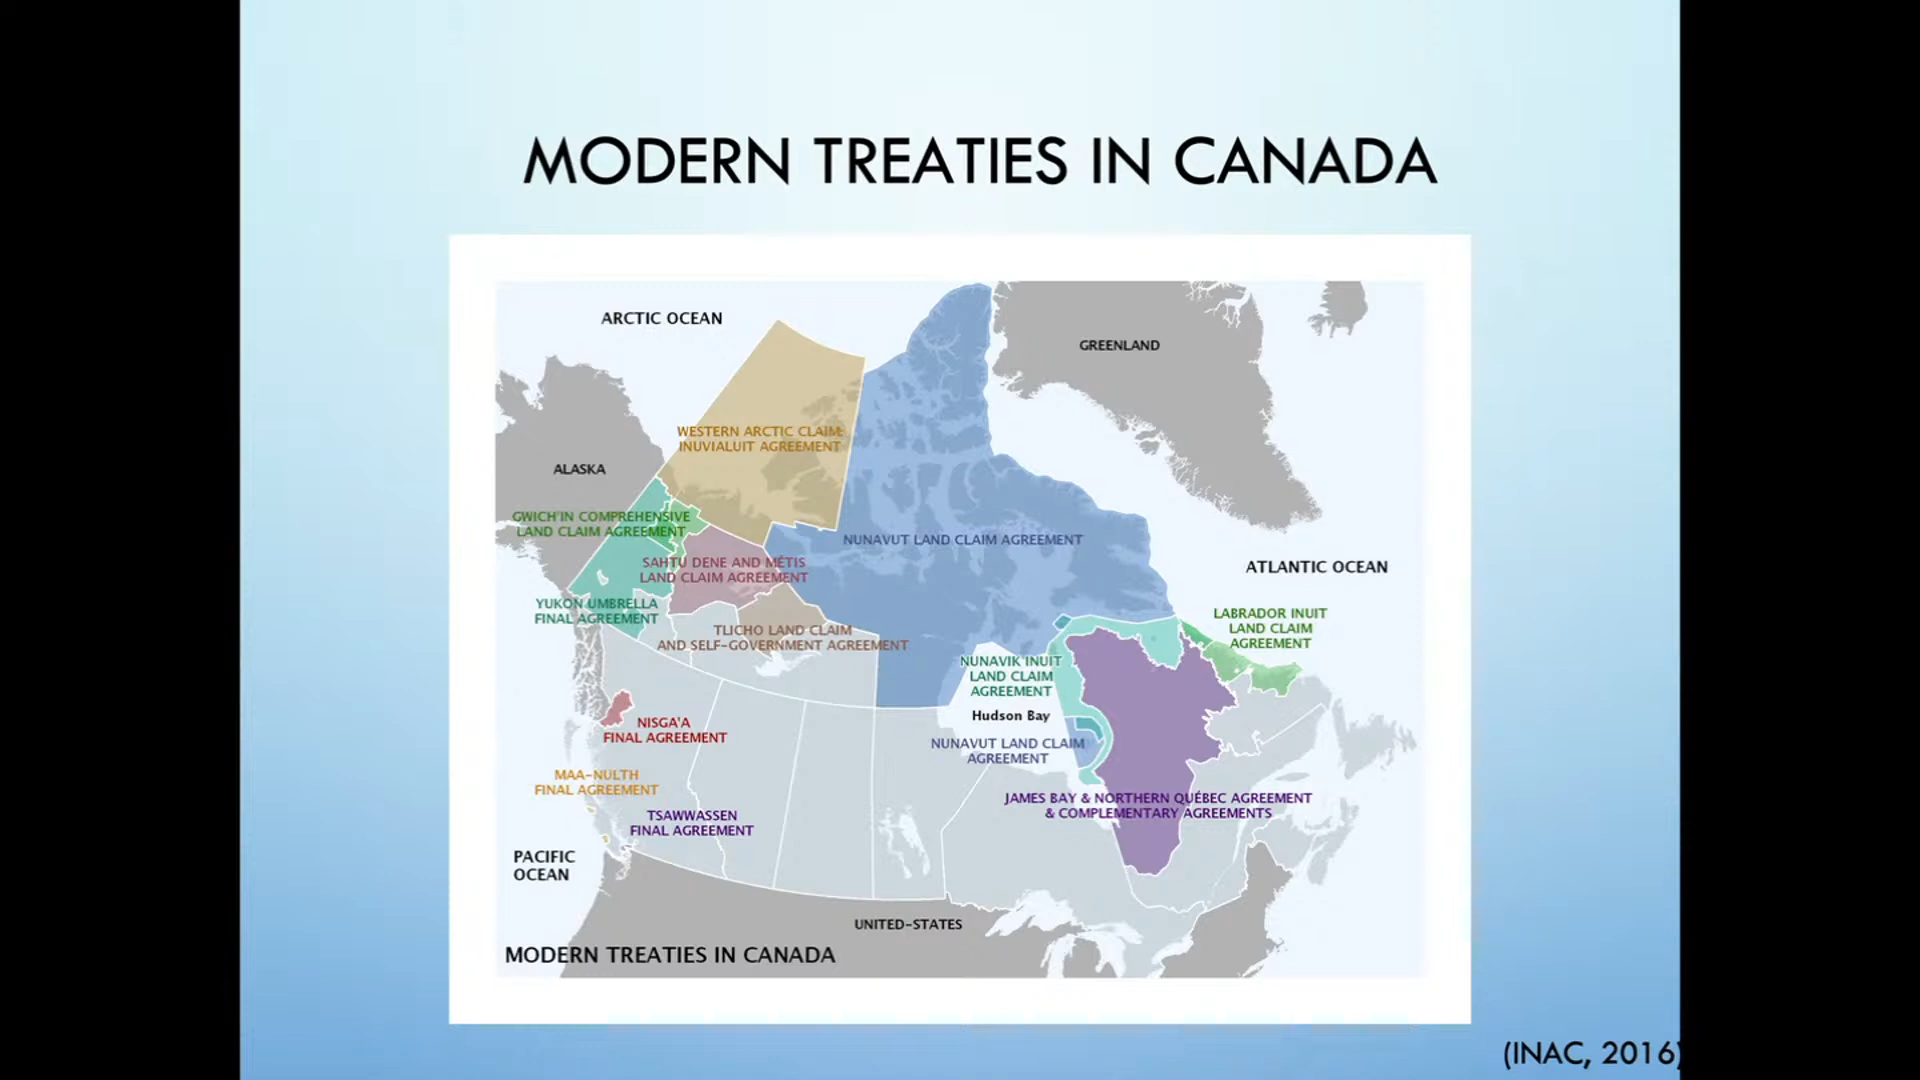 MODERN TREATIES IN CANADA
ARCTIC OCEAN
GREENLAND
WESTERN ARCTIC CLAIM:
INUVIALUIT AGREEMENT
ALASKA
GWICH'IN COMPREHENSIVE
LAND CLAIM AGREEMENT
NUNAVUT LAND CLAIM AGREEMENT
SAHTU DENE AND MÉTIS
LAND CLAIM AGREEMENT
ATLANTIC OCEAN
YUKON UMBRELLA
FINAL AGREEMENT
LABRADOR INUIT
LAND CLAIM
AGREEMENT
TLICHO LAND CLAIM
AND SELF-GOVERNMENT AGREEMENT
NUNAVIK INUIT
LAND CLAIM
AGREEMENT
Hudson Bay
NISGA'A
FINAL AGREEMENT
NUNAVUT LAND CLAIM
AGREEMENT
MAA-NULTH
FINAL AGREEMENT
JAMES BAY & NORTHERN QUÉBEC AGREEMENT
& COMPLEMENTARY AGREEMENTS
TSAWWASSEN
FINAL AGREEMENT
PACIFIC
OCEAN
UNITED-STATES
MODERN TREATIES IN CANADA
(INAC, 2016)